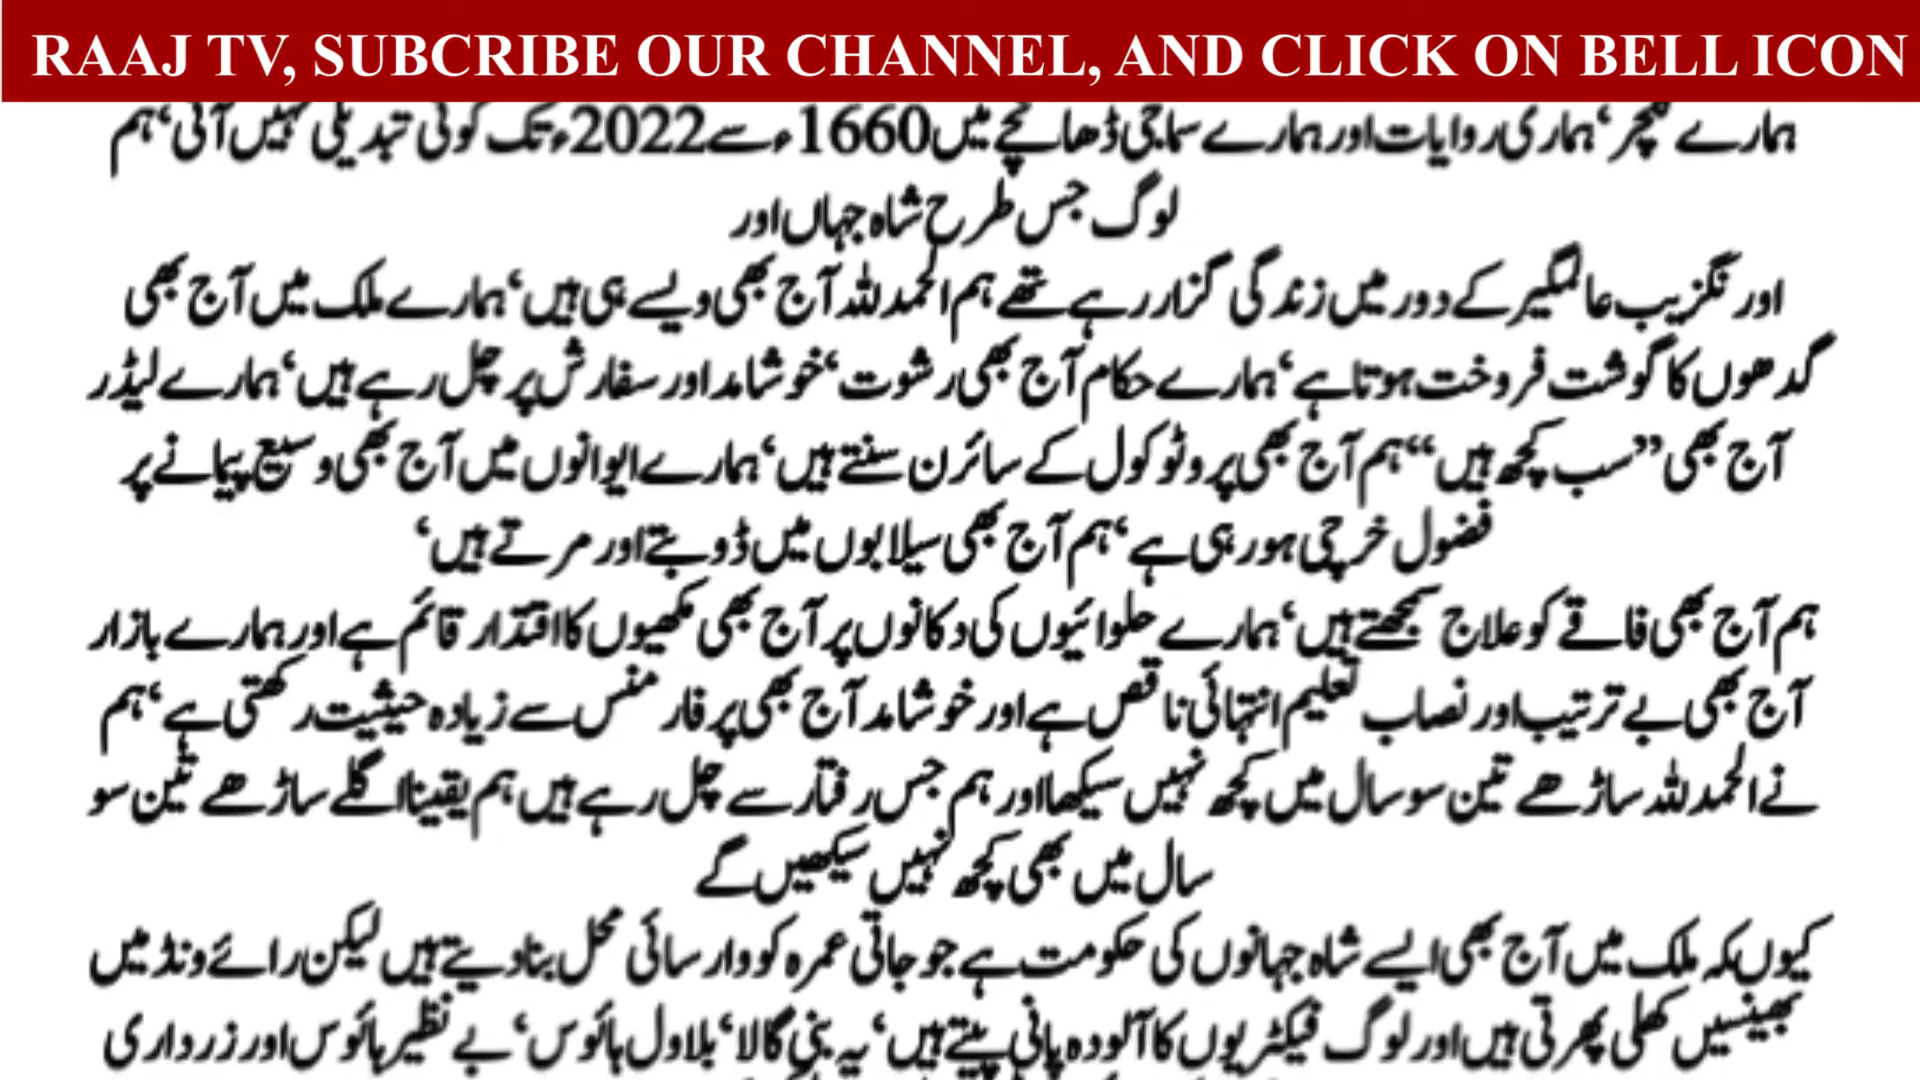 RAAJ TV, SUBCRIBE OUR CHANNEL, AND CLICK ON BELL ICON
ہمارے کلچر‘ہماری روایات اور ہمارے سماجی ڈھانچے میں 1660ء سے 2022ء تک کوئی تبدیلی نہیں آئی‘ہم
لوگ جس طرح شاہ جہاں اور
اورنگزیب عالمگیر کے دور میں زندگی گزار رہے تھے ہم الحمدللہ آج بھی ویسے ہی ہیں‘ہمارے ملک میں آج بھی
گدھوں کا گوشت فروخت ہوتا ہے‘ہمارے حکام آج بھی رشوت‘خوشامد اور سفارش پر چل رہے ہیں‘ہمارے لیڈر
آج بھی ”سب کچھ ہیں“ہم آج بھی پروٹوکول کے سائرن سنتے ہیں‘ہمارے ایوانوں میں آج بھی وسیع پیمانے پر
فضول خرچی ہو رہی ہے‘ہم آج بھی سیلابوں میں ڈوبتے اور مرتے ہیں‘
ہم آج بھی فاقے کو علاج سمجھتے ہیں‘ہمارے حلوائیوں کی دکانوں پر آج بھی مکھیوں کا اقتدار قائم ہے اور ہمارے بازار
آج بھی بے ترتیب اور نصاب تعلیم انتہائی ناقص ہے اور خوشامد آج بھی پرفارمنس سے زیادہ حیثیت رکھتی ہے‘ہم
نے الحمدللہ ساڑھے تین سو سال میں کچھ نہیں سیکھا اور ہم جس رفتار سے چل رہے ہیں ہم یقینا اگلے ساڑھے تین سو
سال میں بھی کچھ نہیں سیکھیں گے
کیوں کہ ملک میں آج بھی ایسے شاہ جہانوں کی حکومت ہے جو جاتی عمرہ کو وارسائی محل بنا دیتے ہیں لیکن رائے ونڈ میں
بھینسیں کھلی پھرتی ہیں اور لوگ فیکٹریوں کا آلودہ پانی پیتے ہیں‘یہ بنی گالا‘بلاول ہائوس‘بے نظیر ہائوس اور زرداری